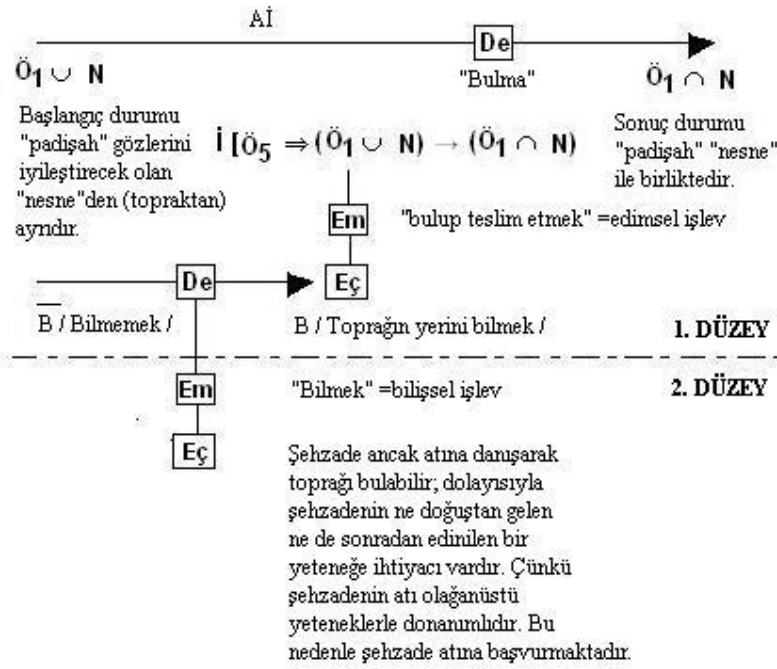 Aİ
De
Ö1 ∪ N
"Bulma"
Ö1 ∩ N
Başlangıç durumu
"padişah" gözlerini
iyileştirecek olan
"nesne"den (topraktan)
ayrıdır.
İ [Ö5 ⇒ (Ö1 ∪ N) → (Ö1 ∩ N)
Sonuç durumu
"padişah" "nesne"
ile birliktedir.
Em
"bulup teslim etmek" =edimsel işlev
De
Eç
B̅ / Bilmemek /
B / Toprağın yerini bilmek /
1. DÜZEY
Em
"Bilmek" =bilişsel işlev
2. DÜZEY
Eç
Şehzade ancak atına danışarak
toprağı bulabilir; dolayısıyla
şehzadenin ne doğuştan gelen
ne de sonradan edinilen bir
yeteneğe ihtiyacı vardır. Çünkü
şehzadenin atı olağanüstü
yeteneklerle donanımlıdır. Bu
nedenle şehzade atına başvurmaktadır.